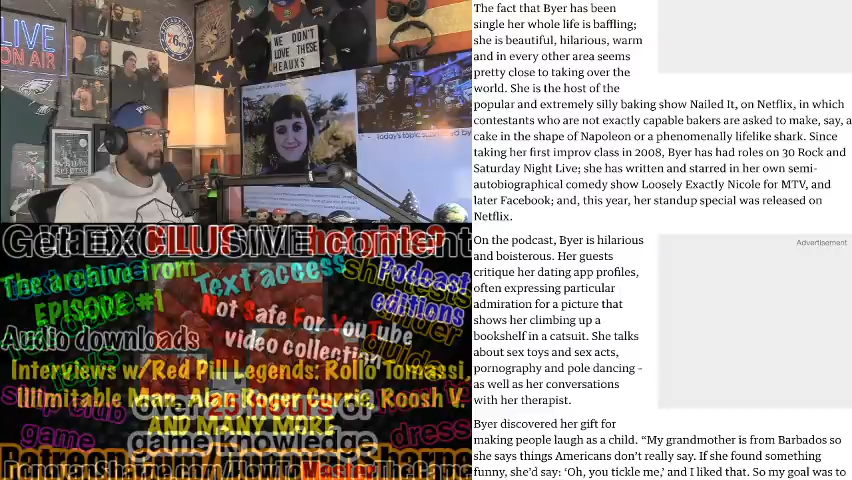 LIVE
ON AIR
76ers
WE DON'T
LOVE THESE
HEAUX$
Today's topic
The archive from
EPISODE #1
Text access
Podcast
editions
Not Safe For YouTube
video collection
Audio downloads
Interviews w/Red Pill Legends: Rollo Tomassi,
Illimitable Man, Alan Roger Currie, Roosh V.
AND MANY MORE
game knowledge
The fact that Byer has been
single her whole life is baffling;
she is beautiful, hilarious, warm
and in every other area seems
pretty close to taking over the
world. She is the host of the
popular and extremely silly baking show Nailed It, on Netflix, in which
contestants who are not exactly capable bakers are asked to make, say, a
cake in the shape of Napoleon or a phenomenally lifelike shark. Since
taking her first improv class in 2008, Byer has had roles on 30 Rock and
Saturday Night Live; she has written and starred in her own semi-
autobiographical comedy show Loosely Exactly Nicole for MTV, and
later Facebook; and, this year, her standup special was released on
Netflix.
Advertisement
On the podcast, Byer is hilarious
and boisterous. Her guests
critique her dating app profiles,
often expressing particular
admiration for a picture that
shows her climbing up a
bookshelf in a catsuit. She talks
about sex toys and sex acts,
pornography and pole dancing –
as well as her conversations
with her therapist.
Byer discovered her gift for
making people laugh as a child. “My grandmother is from Barbados so
she says things Americans don’t really say. If she found something
funny, she’d say: ‘Oh, you tickle me,’ and I liked that. So my goal was to